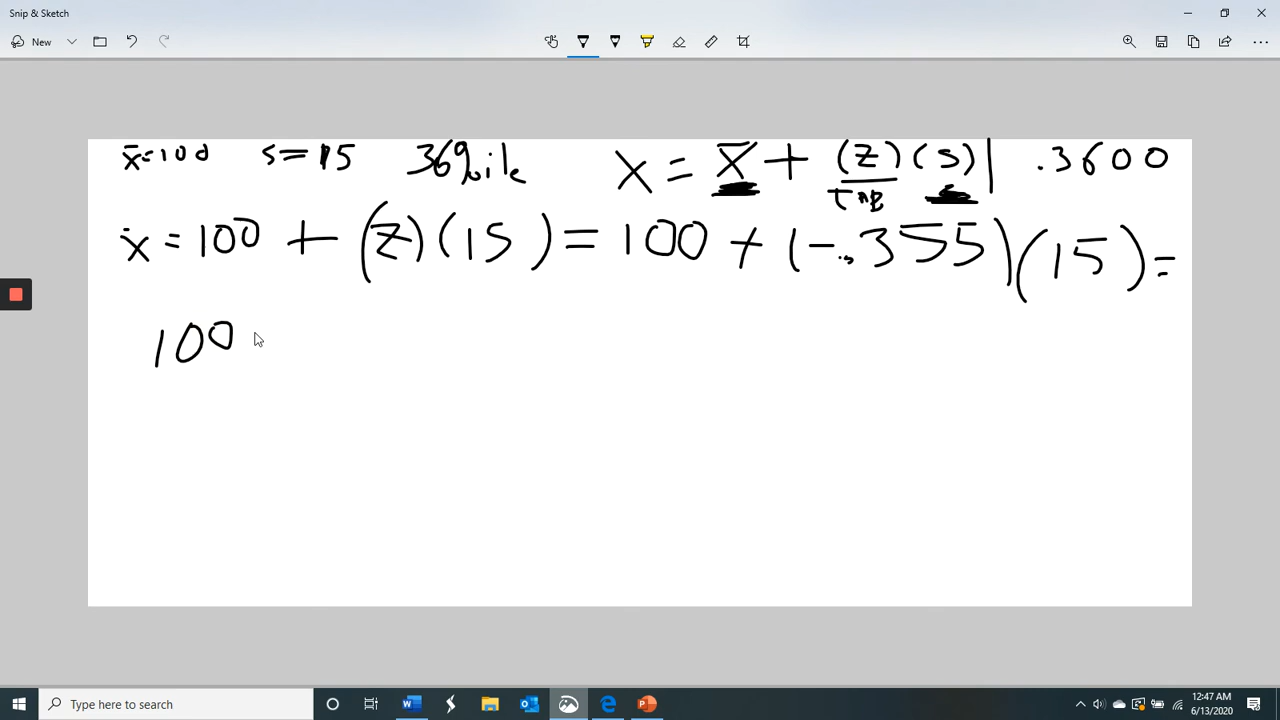 Snip & Sketch
New
x̄=100 s=15 36%ile x = x̄ + (z)(s)| .3600
x = 100 + (z)(15) = 100 + (-.355)(15) =
100
Type here to search
12:47 AM
6/13/2020